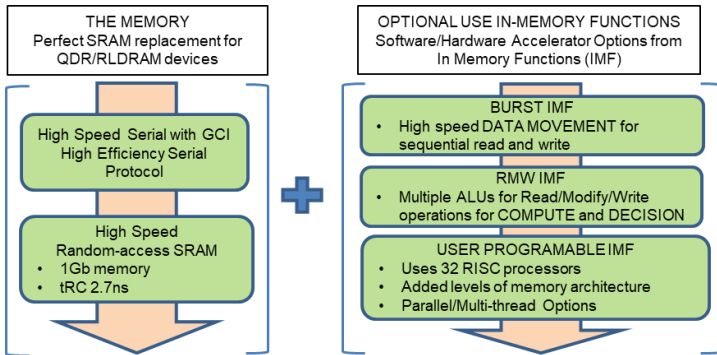 THE MEMORY
Perfect SRAM replacement for
QDR/RLDRAM devices
High Speed Serial with GCI
High Efficiency Serial
Protocol
High Speed
Random-access SRAM
• 1Gb memory
• tRC 2.7ns
OPTIONAL USE IN-MEMORY FUNCTIONS
Software/Hardware Accelerator Options from
In Memory Functions (IMF)
BURST IMF
• High speed DATA MOVEMENT for
sequential read and write
RMW IMF
• Multiple ALUs for Read/Modify/Write
operations for COMPUTE and DECISION
USER PROGRAMABLE IMF
• Uses 32 RISC processors
• Added levels of memory architecture
• Parallel/Multi-thread Options